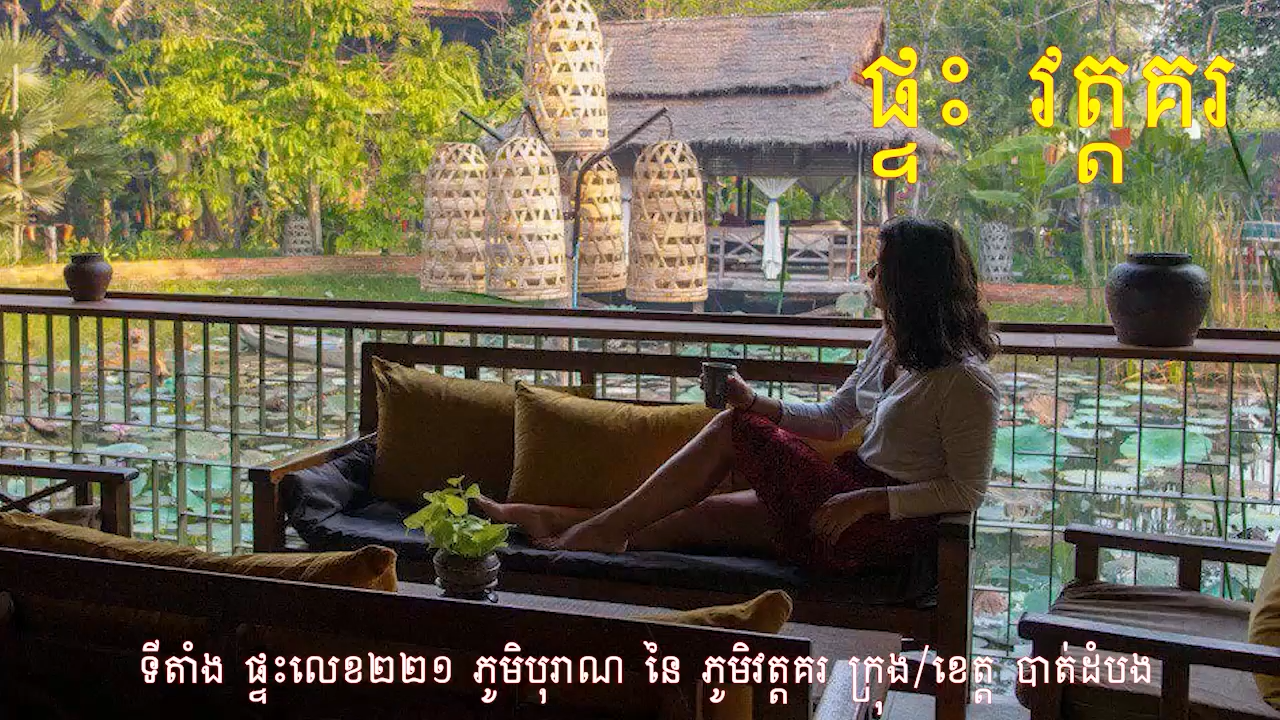 ផ្ទះ វត្តគរ
ទីតាំង ផ្ទះលេខ២២១ ភូមិបុរាណ នៃ ភូមិវត្តគរ ក្រុង/ខេត្ត បាត់ដំបង